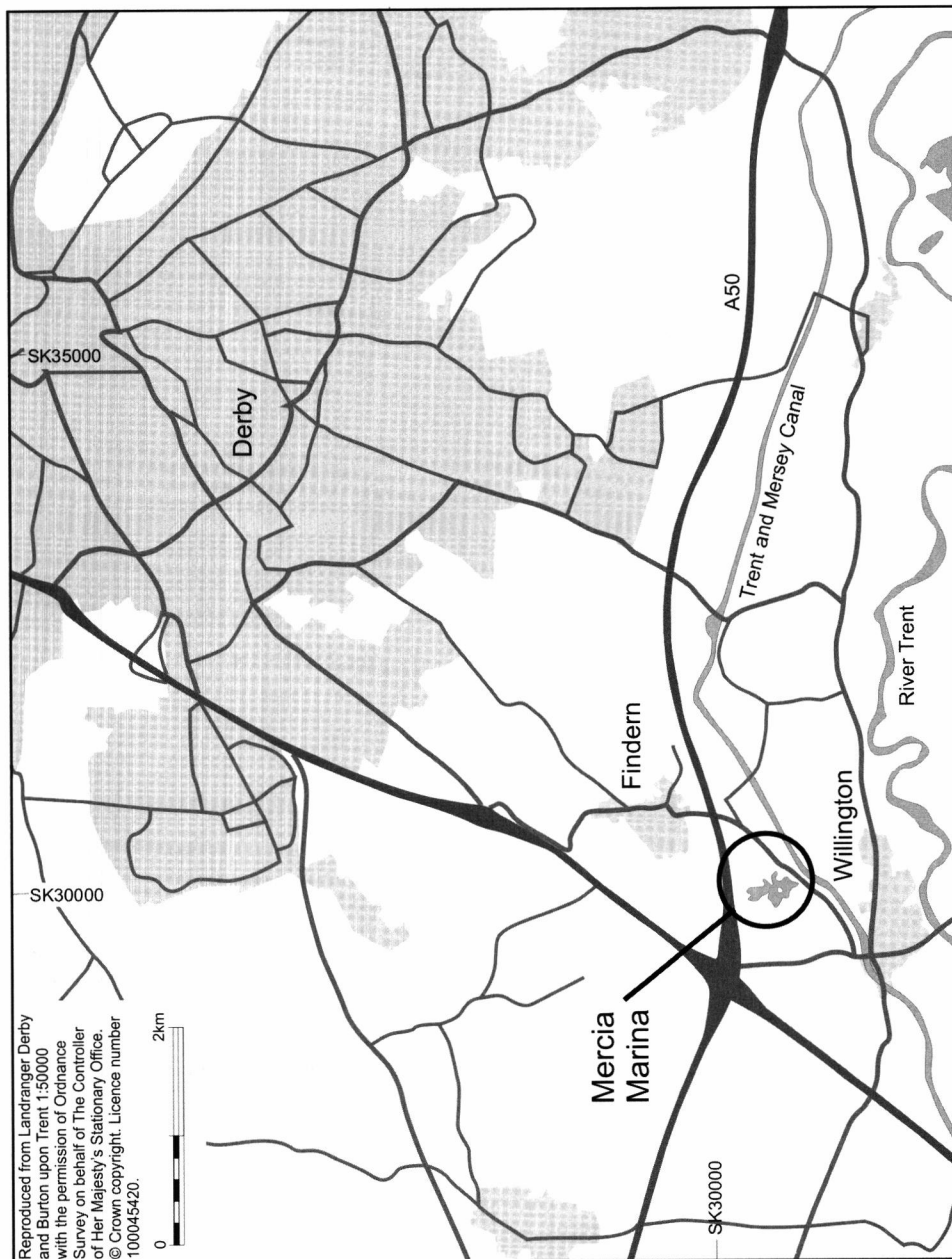 Reproduced from Landranger Derby
and Burton upon Trent 1:50000
with the permission of Ordnance
Survey on behalf of The Controller
of Her Majesty's Stationary Office.
© Crown copyright. Licence number
100045420.
0
2km
SK30000
SK35000
Derby
A50
Trent and Mersey Canal
Findern
River Trent
Willington
Mercia
Marina
SK30000